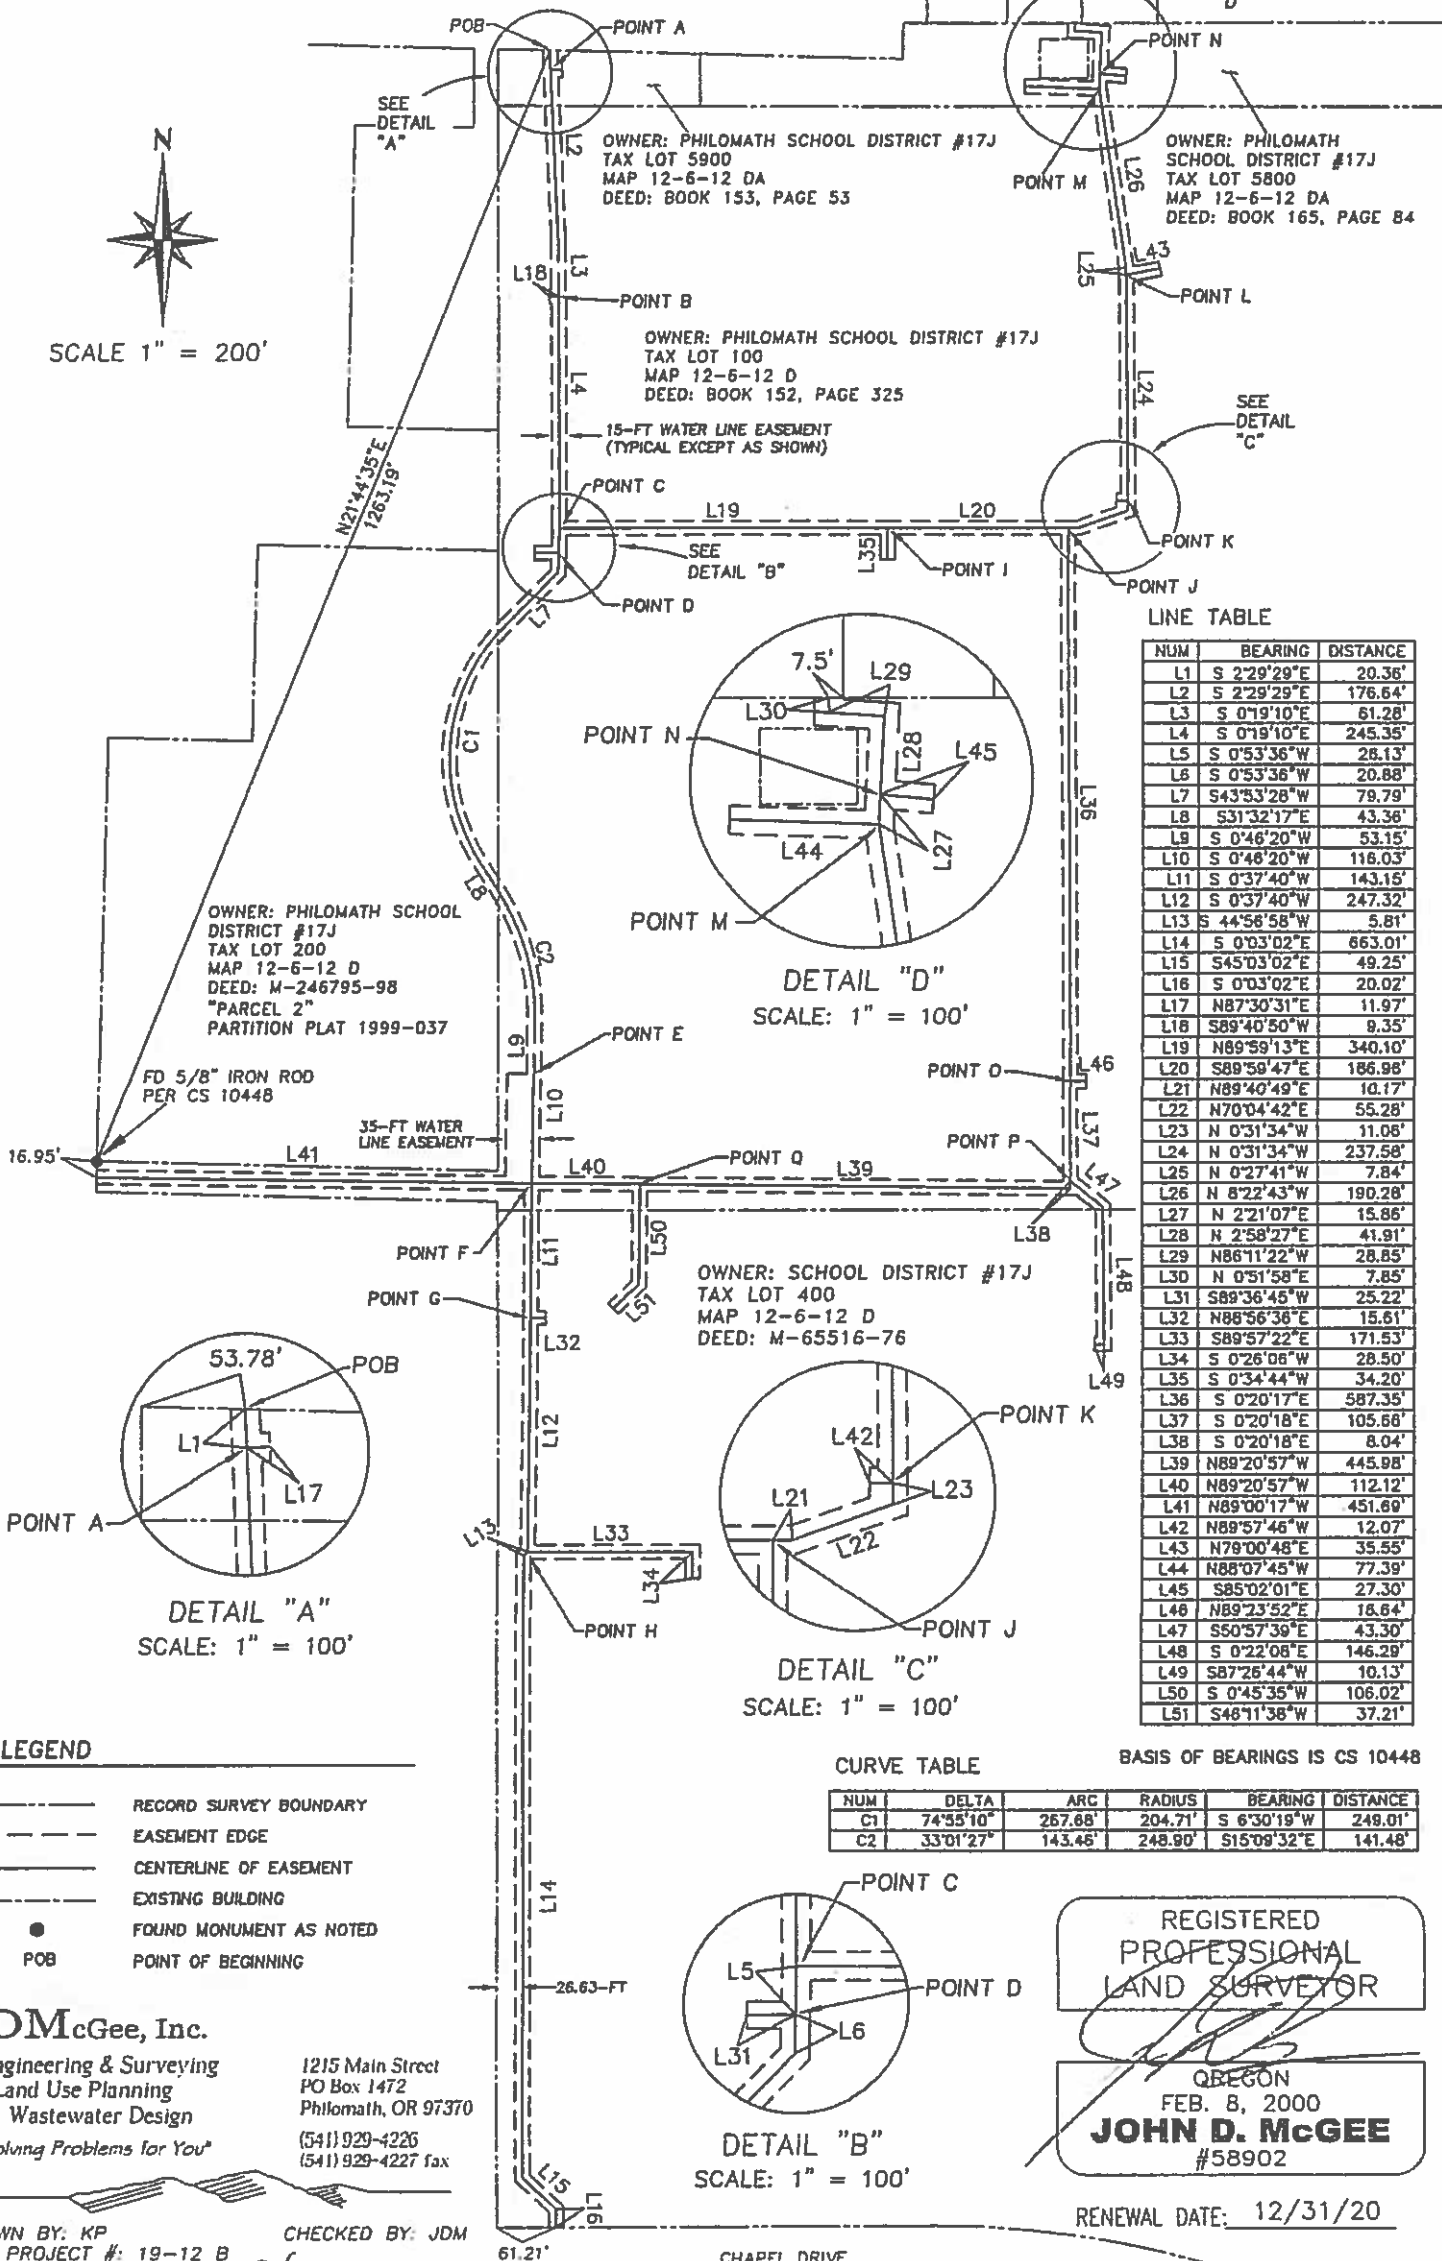 D
POB
POINT A
POINT N
SEE
DETAIL
"A"
N
SCALE 1" = 200'
L2
OWNER: PHILOMATH SCHOOL DISTRICT #17J
TAX LOT 5900
MAP 12-6-12 DA
DEED: BOOK 153, PAGE 53
POINT M
L26
OWNER: PHILOMATH
SCHOOL DISTRICT #17J
TAX LOT 5800
MAP 12-6-12 DA
DEED: BOOK 165, PAGE 84
L18
L3
POINT B
L25
L43
POINT L
OWNER: PHILOMATH SCHOOL DISTRICT #17J
TAX LOT 100
MAP 12-6-12 D
DEED: BOOK 152, PAGE 325
L4
L24
15-FT WATER LINE EASEMENT
(TYPICAL EXCEPT AS SHOWN)
SEE
DETAIL
"C"
N21°44'35"E
1263.19'
POINT C
L19
L20
SEE
DETAIL "B"
L35
POINT I
POINT K
POINT J
POINT D
L7
C1
7.5'
L29
L30
POINT N
L28
L45
L44
L27
POINT M
DETAIL "D"
SCALE: 1" = 100'
L36
LINE TABLE
NUM BEARING DISTANCE
L1 S 2°29'29"E 20.36'
L2 S 2°29'29"E 176.64'
L3 S 0°19'10"E 61.28'
L4 S 0°19'10"E 245.35'
L5 S 0°53'36"W 26.13'
L6 S 0°53'36"W 20.88'
L7 S43°53'28"W 79.79'
L8 S31°32'17"E 43.36'
L9 S 0°46'20"W 53.15'
L10 S 0°46'20"W 116.03'
L11 S 0°37'40"W 143.15'
L12 S 0°37'40"W 247.32'
L13 S 44°56'58"W 5.81'
L14 S 0°03'02"E 663.01'
L15 S45°03'02"E 49.25'
L16 S 0°03'02"E 20.02'
L17 N87°30'31"E 11.97'
L18 S89°40'50"W 9.35'
L19 N89°59'13"E 340.10'
L20 S89°59'47"E 186.96'
L21 N89°40'49"E 10.17'
L22 N70°04'42"E 55.28'
L23 N 0°31'34"W 11.06'
L24 N 0°31'34"W 237.58'
L25 N 0°27'41"W 7.84'
L26 N 8°22'43"W 190.28'
L27 N 2°21'07"E 15.86'
L28 N 2°58'27"E 41.91'
L29 N86°11'22"W 28.85'
L30 N 0°51'58"E 7.85'
L31 S89°36'45"W 25.22'
L32 N88°56'36"E 15.61'
L33 S89°57'22"E 171.53'
L34 S 0°26'06"W 28.50'
L35 S 0°34'44"W 34.20'
L36 S 0°20'17"E 587.35'
L37 S 0°20'18"E 105.66'
L38 S 0°20'18"E 8.04'
L39 N89°20'57"W 445.98'
L40 N89°20'57"W 112.12'
L41 N89°00'17"W 451.69'
L42 N89°57'46"W 12.07'
L43 N79°00'48"E 35.55'
L44 N88°07'45"W 77.39'
L45 S85°02'01"E 27.30'
L46 N89°23'52"E 16.64'
L47 S50°57'39"E 43.30'
L48 S 0°22'08"E 146.29'
L49 S87°26'44"W 10.13'
L50 S 0°45'35"W 106.02'
L51 S46°11'38"W 37.21'
L8
C2
OWNER: PHILOMATH SCHOOL
DISTRICT #17J
TAX LOT 200
MAP 12-6-12 D
DEED: M-246795-98
"PARCEL 2"
PARTITION PLAT 1999-037
FD 5/8" IRON ROD
PER CS 10448
L9
POINT E
POINT O
L46
L10
35-FT WATER
LINE EASEMENT
16.95'
L41
L40
POINT Q
L39
POINT P
L37
L47
L38
POINT F
L11
L50
L51
L48
L49
POINT G
L32
OWNER: SCHOOL DISTRICT #17J
TAX LOT 400
MAP 12-6-12 D
DEED: M-65516-76
53.78'
POB
L1
L17
POINT A
DETAIL "A"
SCALE: 1" = 100'
L12
L13
L33
L34
POINT H
POINT K
L42
L23
L21
L22
POINT J
DETAIL "C"
SCALE: 1" = 100'
LEGEND
RECORD SURVEY BOUNDARY
EASEMENT EDGE
CENTERLINE OF EASEMENT
EXISTING BUILDING
FOUND MONUMENT AS NOTED
POB POINT OF BEGINNING
BASIS OF BEARINGS IS CS 10448
CURVE TABLE
NUM DELTA ARC RADIUS BEARING DISTANCE
C1 74°55'10" 267.68' 204.71' S 6°30'19"W 249.01'
C2 33°01'27" 143.46' 248.90' S15°09'32"E 141.48'
L14
26.63-FT
POINT C
L5
POINT D
L6
L31
DETAIL "B"
SCALE: 1" = 100'
REGISTERED
PROFESSIONAL
LAND SURVEYOR
OREGON
FEB. 8, 2000
JOHN D. McGEE
#58902
RENEWAL DATE: 12/31/20
DMcGee, Inc.
ngineering & Surveying
Land Use Planning
Wastewater Design
olving Problems for You"
1215 Main Street
PO Box 1472
Philomath, OR 97370
(541) 929-4226
(541) 929-4227 fax
L15
L16
WN BY: KP
CHECKED BY: JDM
PROJECT #: 19-12 B
61.21'
CHAPEL DRIVE